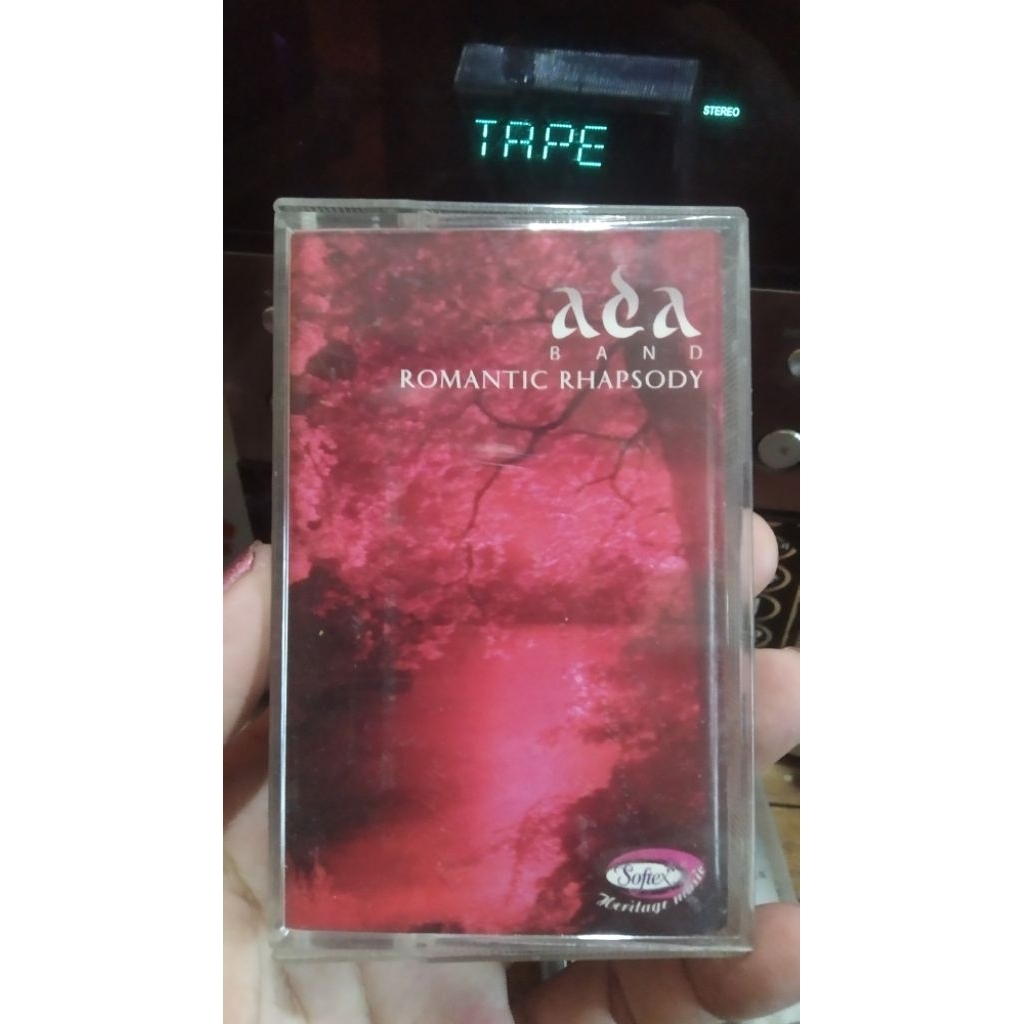 TAPE
STEREO
ada
BAND
ROMANTIC RHAPSODY
Softex
Heritage music